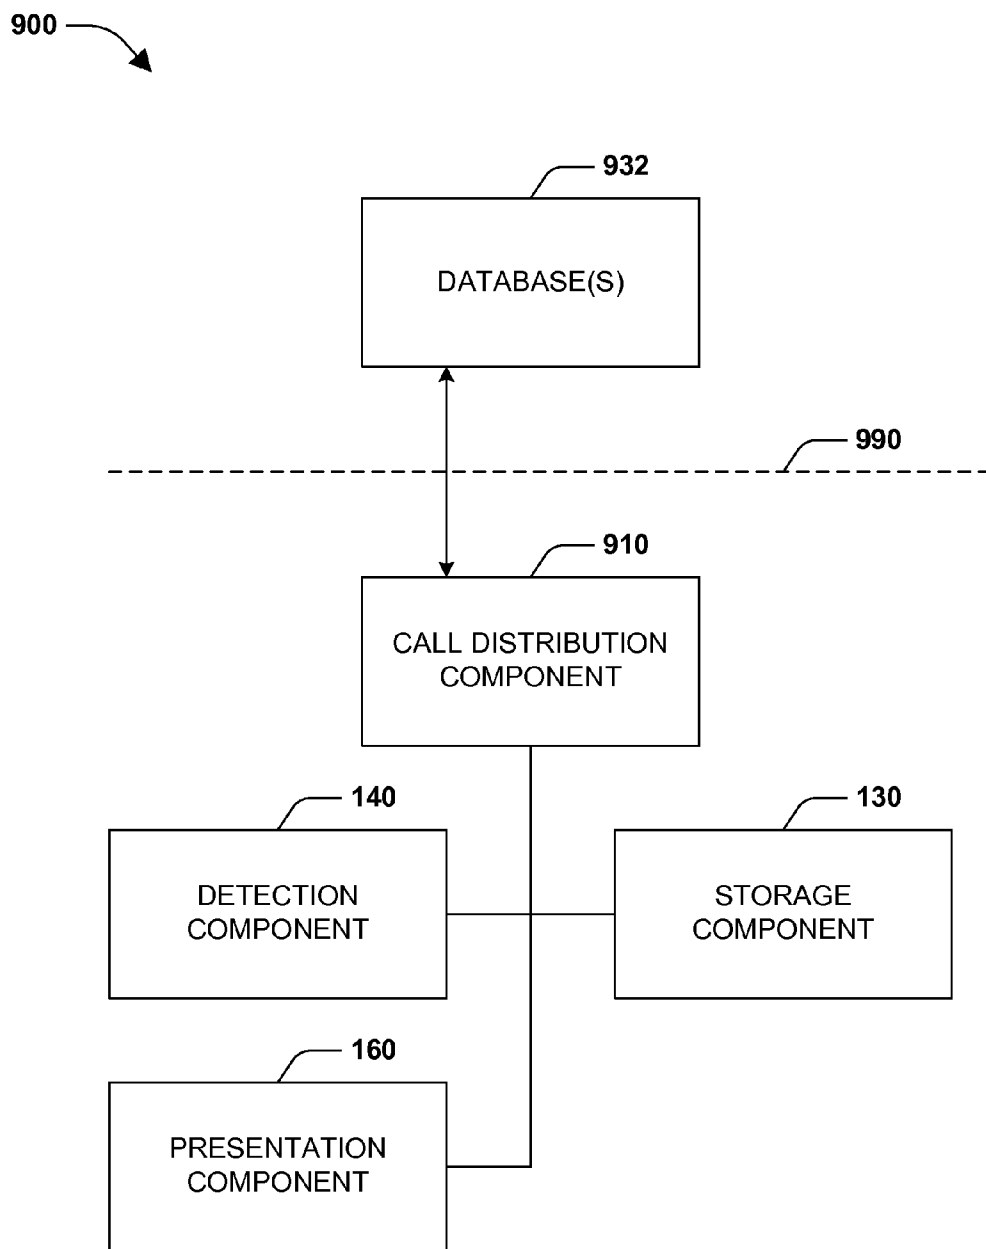 900
932
DATABASE(S)
990
910
CALL DISTRIBUTION
COMPONENT
140
130
DETECTION
COMPONENT
STORAGE
COMPONENT
160
PRESENTATION
COMPONENT